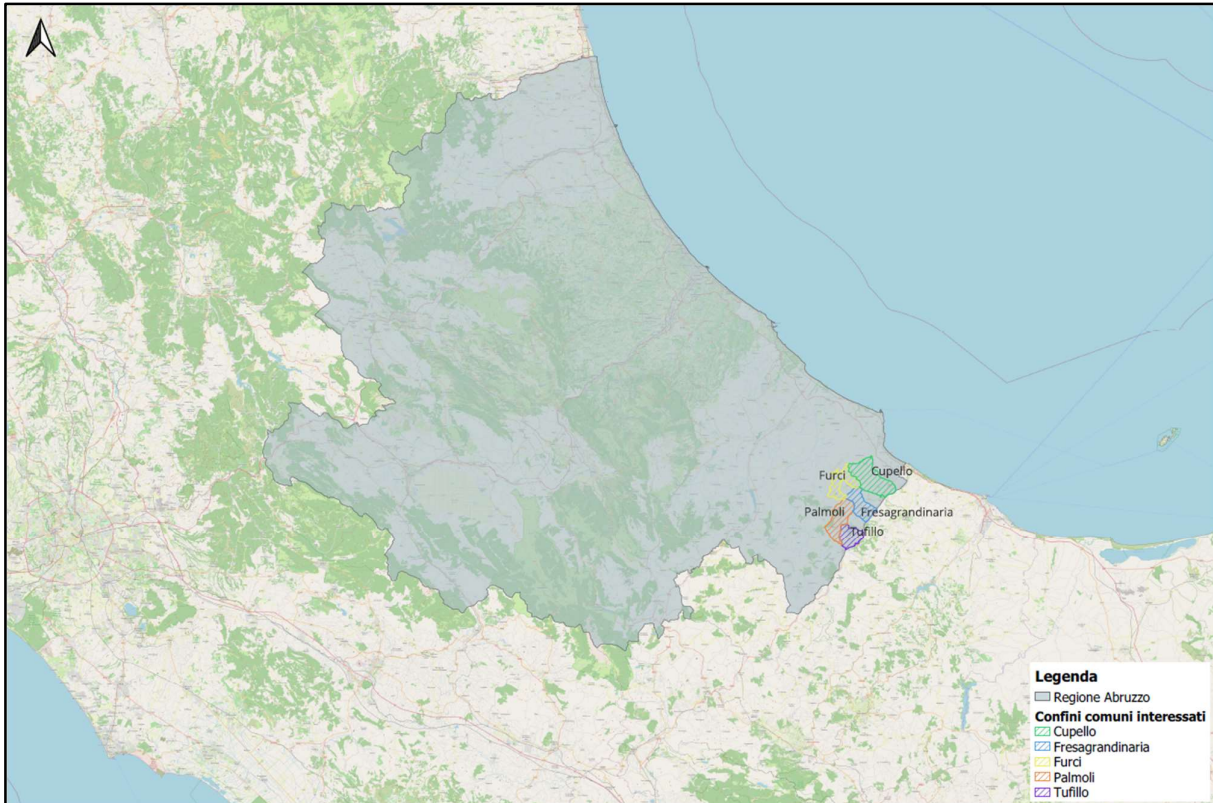 Furci
Cupello
Palmoli
Fresagrandinaria
Tufillo
Legenda
Regione Abruzzo
Confini comuni interessati
Cupello
Fresagrandinaria
Furci
Palmoli
Tufillo